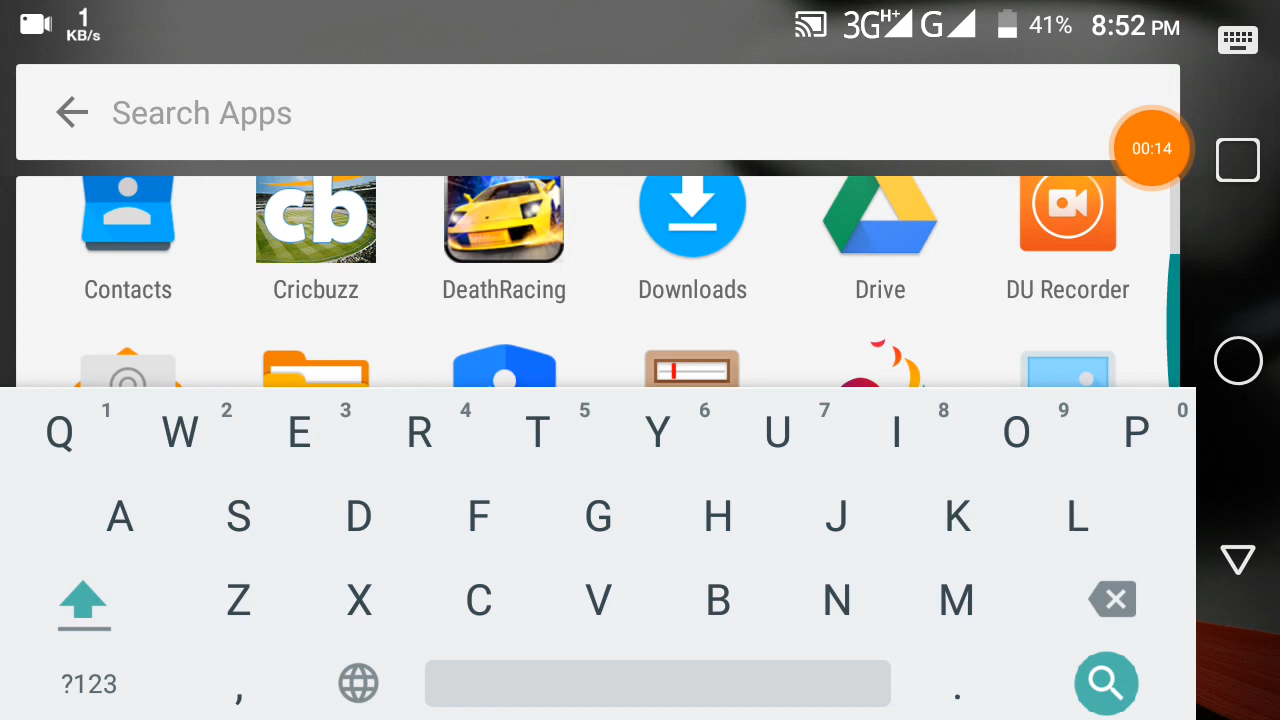 1 KB/s 3G H+ G 41% 8:52 PM
Search Apps
00:14
cb
Contacts Cricbuzz DeathRacing Downloads Drive DU Recorder
Q 1 W 2 E 3 R 4 T 5 Y 6 U 7 I 8 O 9 P 0
A S D F G H J K L
Z X C V B N M
?123 , .